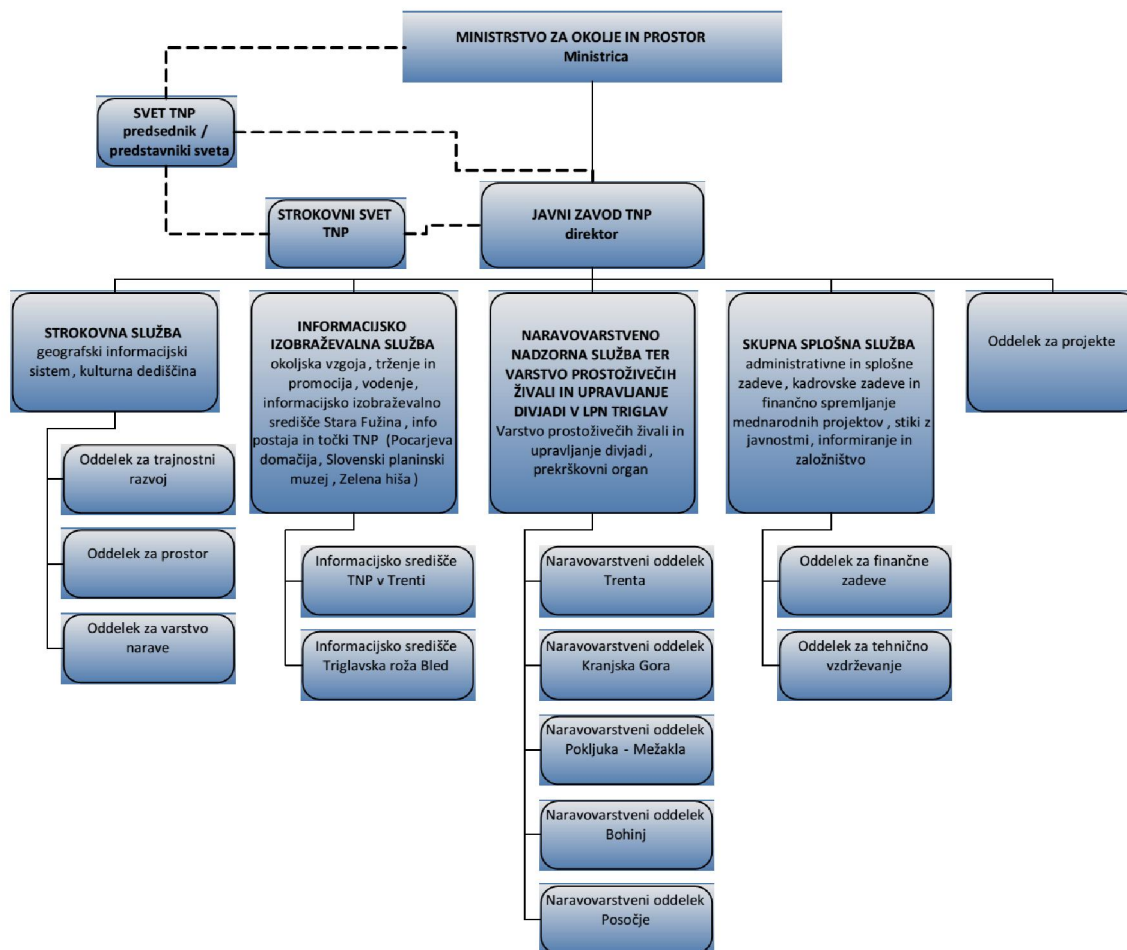 MINISTRSTVO ZA OKOLJE IN PROSTOR
Ministrica
SVET TNP
predsednik /
predstavniki sveta
STROKOVNI SVET
TNP
JAVNI ZAVOD TNP
direktor
STROKOVNA SLUŽBA
geografski informacijski
sistem , kulturna dediščina
INFORMACIJSKO
IZOBRAŽEVALNA SLUŽBA
okoljska vzgoja , trženje in
promocija , vodenje,
informacijsko izobraževalno
središče Stara Fužina , info
postaja in točki TNP (Pocarjeva
domačija, Slovenski planinski
muzej , Zelena hiša )
NARAVOVARSTVENO
NADZORNA SLUŽBA TER
VARSTVO PROSTOŽIVEČIH
ŽIVALI IN UPRAVLJANJE
DIVJADI V LPN TRIGLAV
Varstvo prostoživečih živali in
upravljanje divjadi ,
prekrškovni organ
SKUPNA SPLOŠNA SLUŽBA
administrativne in splošne
zadeve , kadrovske zadeve in
finančno spremljanje
mednarodnih projektov , stiki z
javnostmi, informiranje in
založništvo
Oddelek za projekte
Oddelek za trajnostni
razvoj
Oddelek za prostor
Oddelek za varstvo
narave
Informacijsko središče
TNP v Trenti
Informacijsko središče
Triglavska roža Bled
Naravovarstveni oddelek
Trenta
Naravovarstveni oddelek
Kranjska Gora
Naravovarstveni oddelek
Pokljuka - Mežakla
Naravovarstveni oddelek
Bohinj
Naravovarstveni oddelek
Posočje
Oddelek za finančne
zadeve
Oddelek za tehnično
vzdrževanje